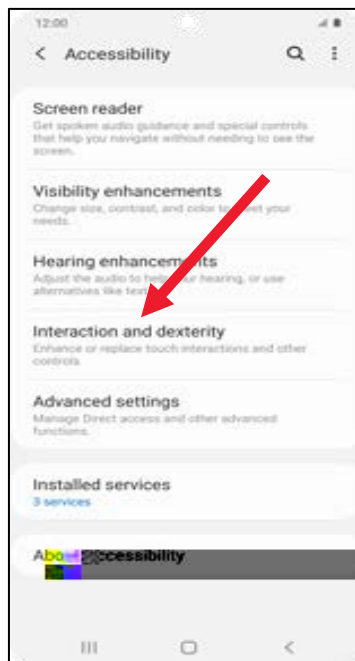 12:00
Accessibility
Screen reader
Get spoken audio guidance and special controls
that help you navigate without needing to see the
screen.
Visibility enhancements
Change size, contrast, and color to meet your
needs.
Hearing enhancements
Adjust the audio to help your hearing, or use
alternatives like text
Interaction and dexterity
Enhance or replace touch interactions and other
controls.
Advanced settings
Manage Direct access and other advanced
functions.
Installed services
3 services
About accessibility